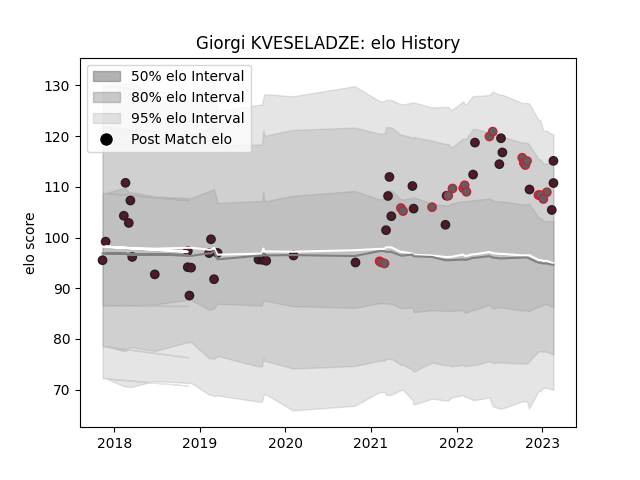 Giorgi KVESELADZE: elo History
50% elo Interval
80% elo Interval
95% elo Interval
Post Match elo
elo score
130
120
110
100
90
80
70
2018 2019 2020 2021 2022 2023